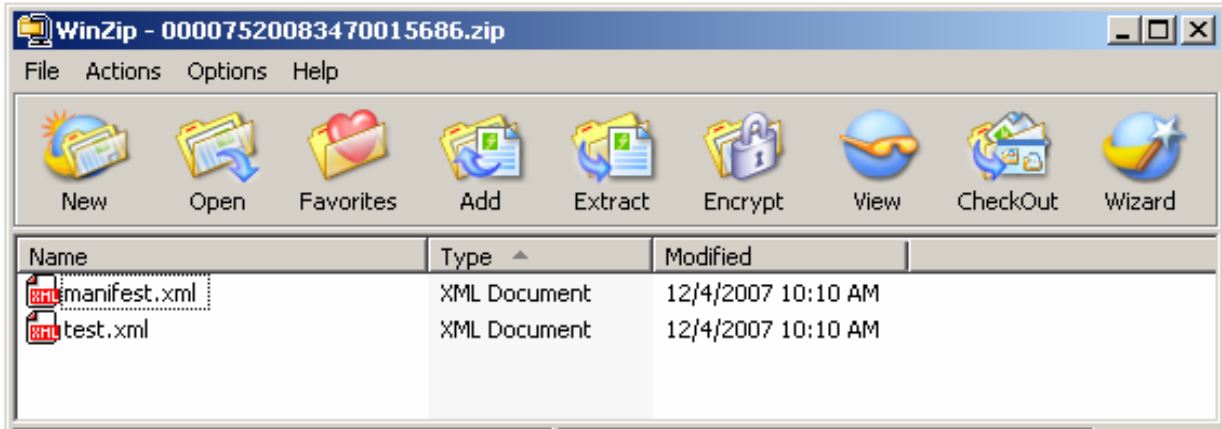 WinZip - 00007520083470015686.zip
File Actions Options Help
New Open Favorites Add Extract Encrypt View CheckOut Wizard
Name Type Modified
manifest.xml XML Document 12/4/2007 10:10 AM
test.xml XML Document 12/4/2007 10:10 AM